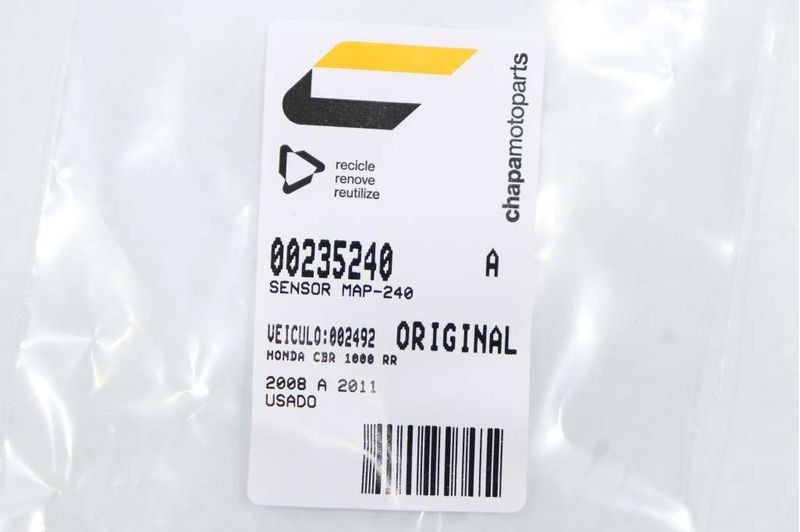 chapamotoparts
recicle
renove
reutilize
00235240 A
SENSOR MAP-240
VEICULO:002492 ORIGINAL
HONDA CBR 1000 RR
2008 A 2011
USADO